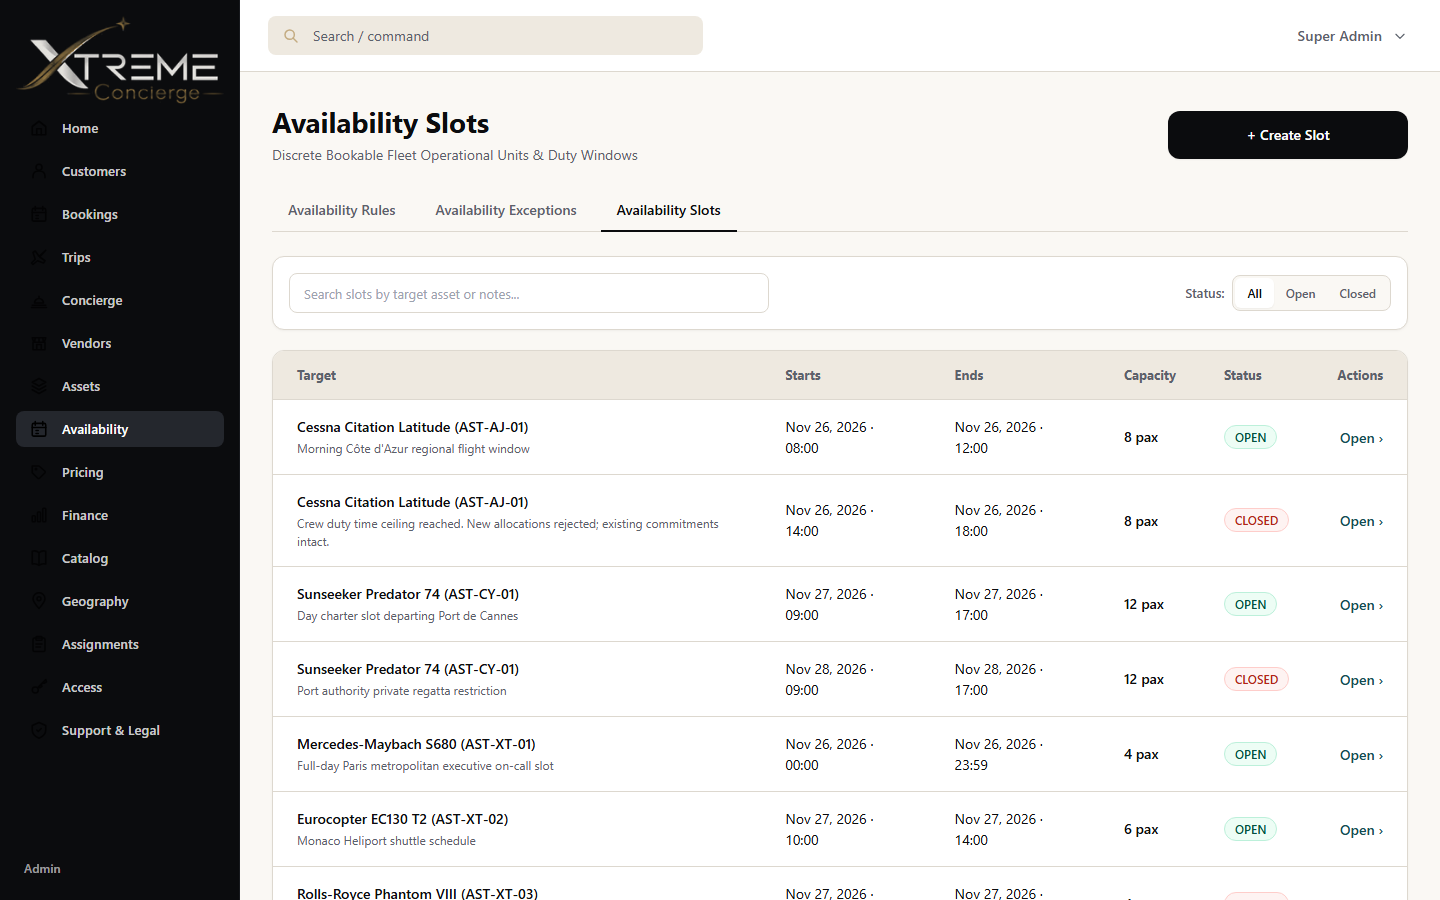 XTREME
Concierge
Home
Customers
Bookings
Trips
Concierge
Vendors
Assets
Availability
Pricing
Finance
Catalog
Geography
Assignments
Access
Support & Legal
Admin
Search / command
Super Admin
Availability Slots
Discrete Bookable Fleet Operational Units & Duty Windows
+ Create Slot
Availability Rules
Availability Exceptions
Availability Slots
Search slots by target asset or notes...
Status:
All
Open
Closed
Target
Starts
Ends
Capacity
Status
Actions
Cessna Citation Latitude (AST-AJ-01)
Morning Côte d'Azur regional flight window
Nov 26, 2026 ·
08:00
Nov 26, 2026 ·
12:00
8 pax
OPEN
Open ›
Cessna Citation Latitude (AST-AJ-01)
Crew duty time ceiling reached. New allocations rejected; existing commitments
intact.
Nov 26, 2026 ·
14:00
Nov 26, 2026 ·
18:00
8 pax
CLOSED
Open ›
Sunseeker Predator 74 (AST-CY-01)
Day charter slot departing Port de Cannes
Nov 27, 2026 ·
09:00
Nov 27, 2026 ·
17:00
12 pax
OPEN
Open ›
Sunseeker Predator 74 (AST-CY-01)
Port authority private regatta restriction
Nov 28, 2026 ·
09:00
Nov 28, 2026 ·
17:00
12 pax
CLOSED
Open ›
Mercedes-Maybach S680 (AST-XT-01)
Full-day Paris metropolitan executive on-call slot
Nov 26, 2026 ·
00:00
Nov 26, 2026 ·
23:59
4 pax
OPEN
Open ›
Eurocopter EC130 T2 (AST-XT-02)
Monaco Heliport shuttle schedule
Nov 27, 2026 ·
10:00
Nov 27, 2026 ·
14:00
6 pax
OPEN
Open ›
Rolls-Royce Phantom VIII (AST-XT-03)
Nov 27, 2026 ·
Nov 27, 2026 ·